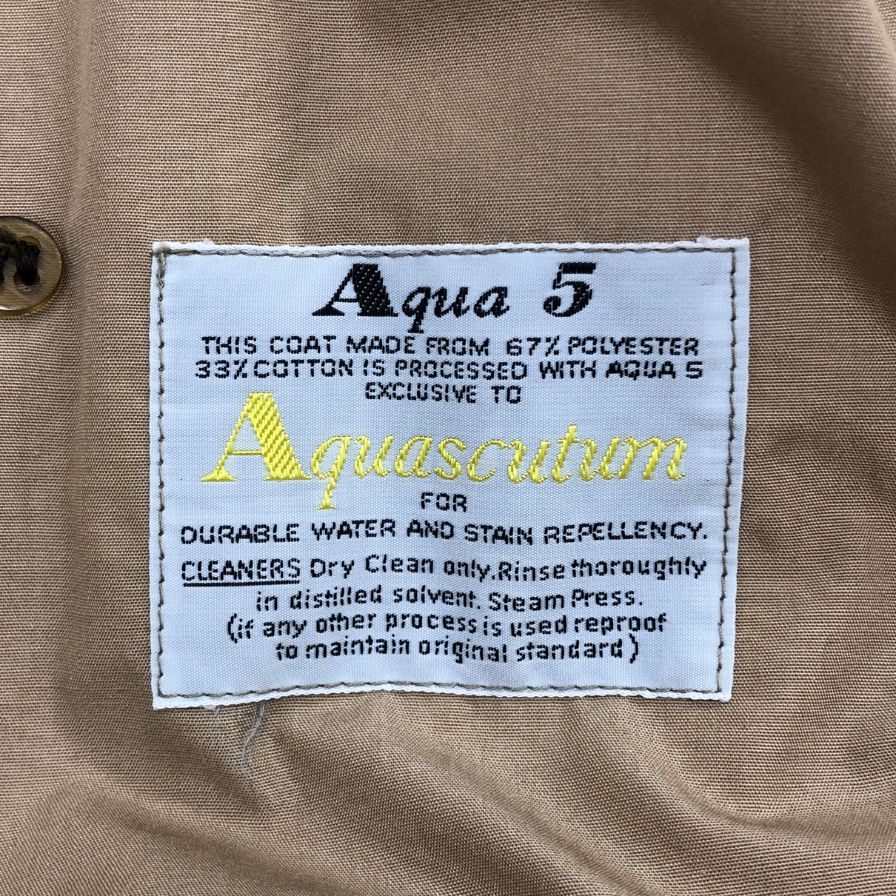 Aqua 5
THIS COAT MADE FROM 67% POLYESTER
33% COTTON IS PROCESSED WITH AQUA 5
EXCLUSIVE TO
Aquascutum
FOR
DURABLE WATER AND STAIN REPELLENCY.
CLEANERS Dry Clean only. Rinse thoroughly
in distilled solvent. Steam Press.
(if any other process is used reproof
to maintain original standard)